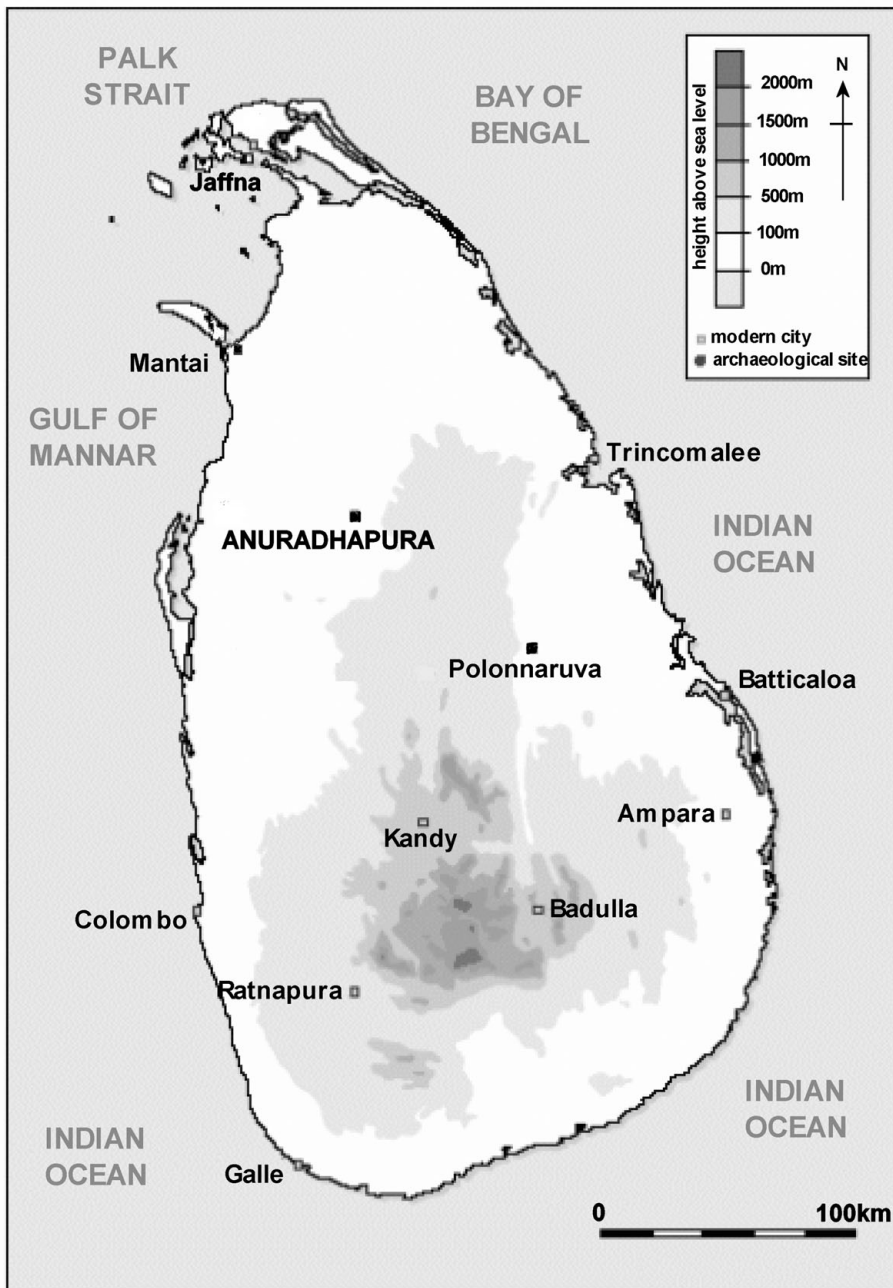 PALK
STRAIT
BAY OF
BENGAL
N
height above sea level
2000m
1500m
1000m
500m
100m
0m
modern city
archaeological site
Jaffna
Mantai
GULF OF
MANNAR
Trincomalee
ANURADHAPURA
INDIAN
OCEAN
Polonnaruva
Batticaloa
Ampara
Kandy
Badulla
Colombo
Ratnapura
INDIAN
OCEAN
INDIAN
OCEAN
Galle
0
100km